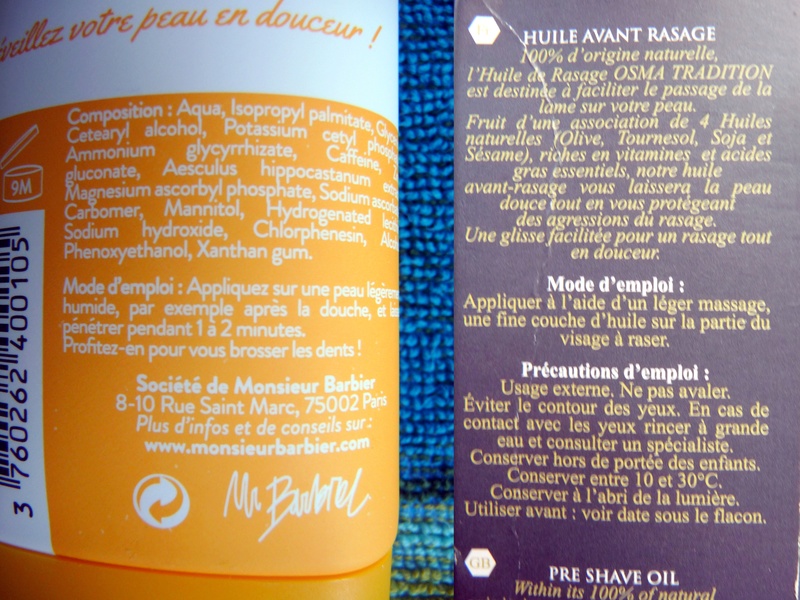 veillez votre peau en douceur !
Composition : Aqua, Isopropyl palmitate,
Cetearyl alcohol, Potassium cetyl
Ammonium glycyrrhizate, Caffeine,
gluconate, Aesculus hippocastanum
Magnesium ascorbyl phosphate, Sodium
Carbomer, Mannitol, Hydrogenated
Sodium hydroxide, Chlorphenesin,
Phenoxyethanol, Xanthan gum.
9M
Mode d'emploi : Appliquez sur une peau
humide, par exemple après la douche, et
pénétrer pendant 1 à 2 minutes.
Profitez-en pour vous brosser les dents !
Société de Monsieur Barbier
8-10 Rue Saint Marc, 75002 Paris
Plus d'infos et de conseils sur :
www.monsieurbarbier.com
Mr Barbier
3 760262 400105
HUILE AVANT RASAGE
100% d'origine naturelle,
l'Huile de Rasage OSMA TRADITION
est destinée à faciliter le passage de la
lame sur votre peau.
Fruit d'une association de 4 Huiles
naturelles (Olive, Tournesol, Soja et
Sésame), riches en vitamines et acides
gras essentiels, notre huile
avant-rasage vous laissera la peau
douce tout en vous protégeant
des agressions du rasage.
Une glisse facilitée pour un rasage tout
en douceur.
Mode d'emploi :
Appliquer à l'aide d'un léger massage,
une fine couche d'huile sur la partie du
visage à raser.
Précautions d'emploi :
Usage externe. Ne pas avaler.
Éviter le contour des yeux. En cas de
contact avec les yeux rincer à grande
eau et consulter un spécialiste.
Conserver hors de portée des enfants.
Conserver entre 10 et 30°C.
Conserver à l'abri de la lumière.
Utiliser avant : voir date sous le flacon.
GB
PRE SHAVE OIL
Within its 100% of natural